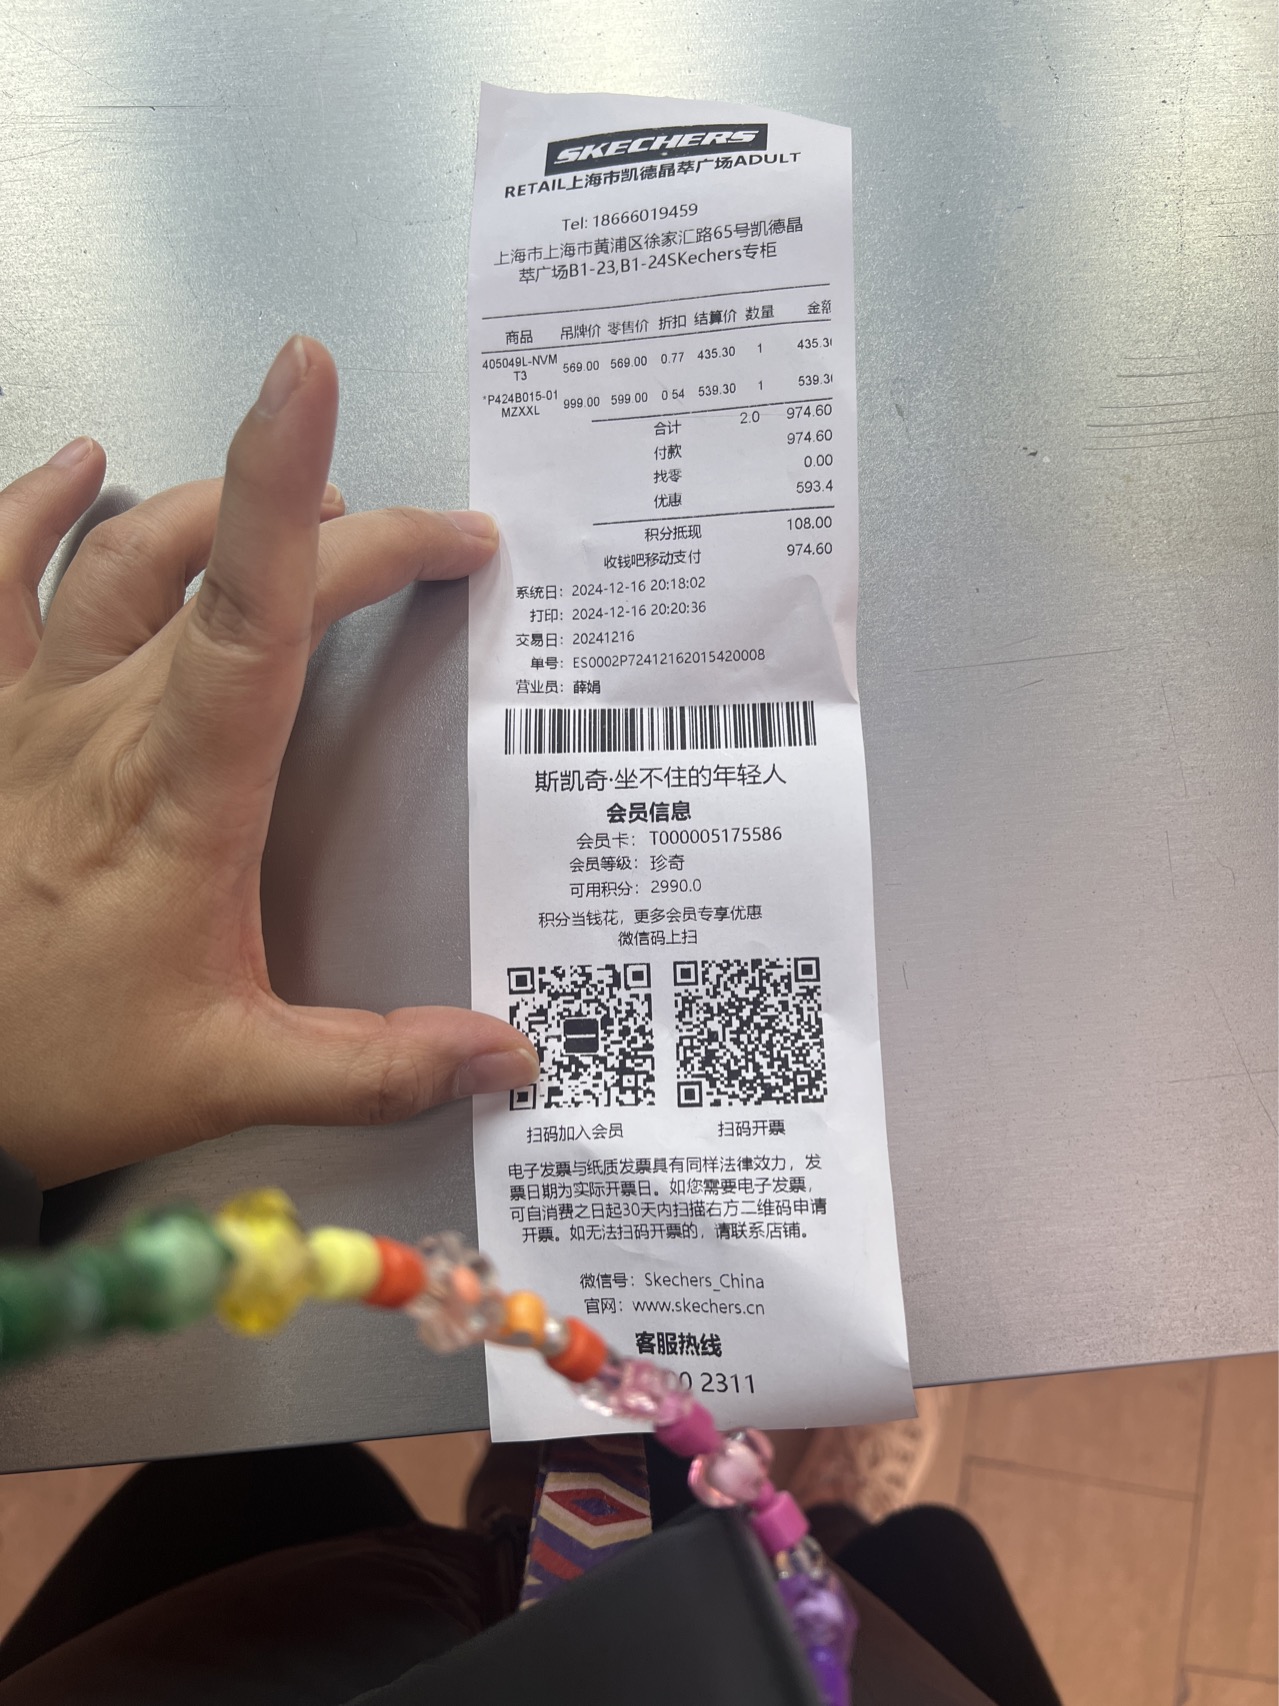 SKECHERS
RETAIL上海市凯德晶萃广场ADULT
Tel: 18666019459
上海市上海市黄浦区徐家汇路65号凯德晶
萃广场B1-23,B1-24SKechers专柜
商品 吊牌价 零售价 折扣 结算价 数量 金额
405049L-NVM 569.00 569.00 0.77 435.30 1 435.30
T3
*P424B015-01 999.00 599.00 0 54 539.30 1 539.30
MZXXL
合计 2.0 974.60
付款 974.60
找零 0.00
优惠 593.4
积分抵现 108.00
收钱吧移动支付 974.60
系统日: 2024-12-16 20:18:02
打印: 2024-12-16 20:20:36
交易日: 20241216
单号: ES0002P72412162015420008
营业员: 薛娟
斯凯奇·坐不住的年轻人
会员信息
会员卡: T000005175586
会员等级: 珍奇
可用积分: 2990.0
积分当钱花，更多会员专享优惠
微信码上扫
扫码加入会员 扫码开票
电子发票与纸质发票具有同样法律效力，发
票日期为实际开票日。如您需要电子发票，
可自消费之日起30天内扫描右方二维码申请
开票。如无法扫码开票的，请联系店铺。
微信号: Skechers_China
官网: www.skechers.cn
客服热线
0 2311